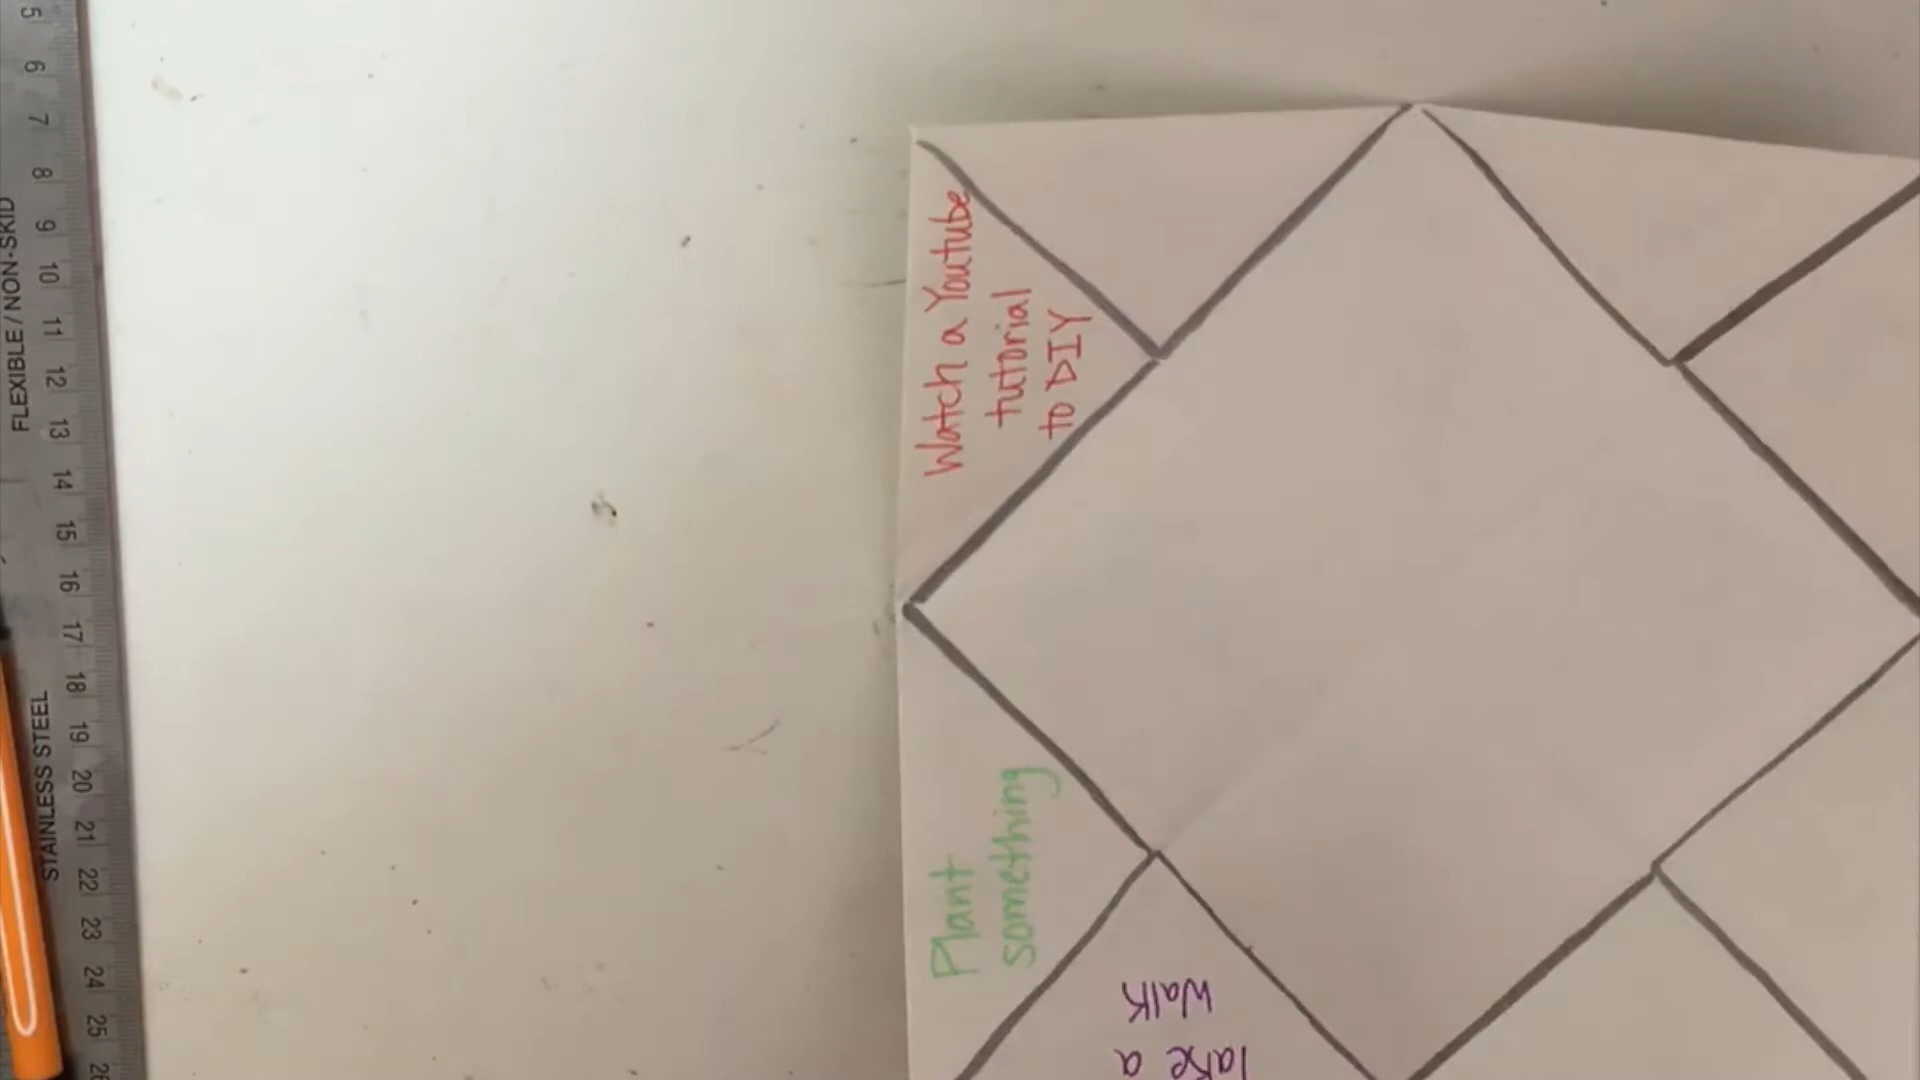 Watch a Youtube
tutorial
to DIY
Plant
something
Take a
Walk
FLEXIBLE / NON-SKID
STAINLESS STEEL
5
6
7
8
9
10
11
12
13
14
15
16
17
18
19
20
21
22
23
24
25